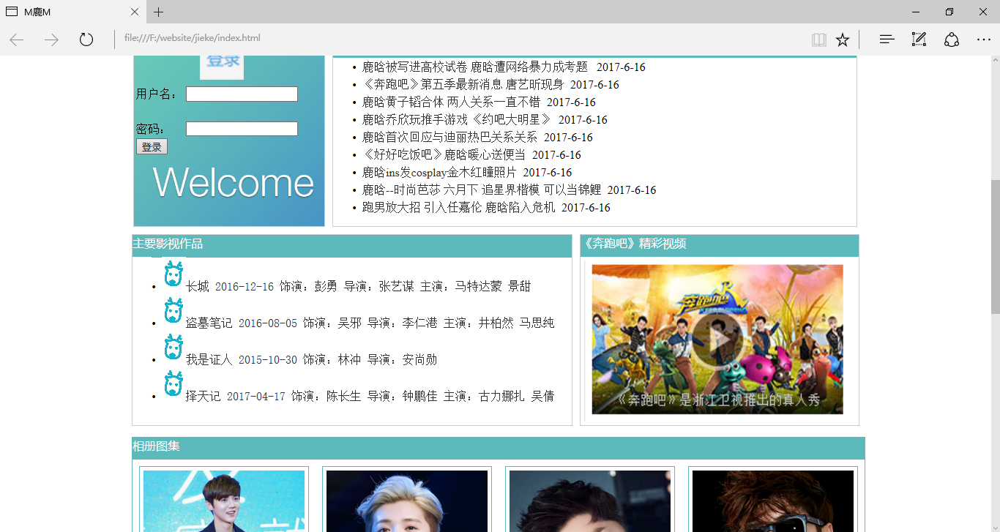 M鹿M
file:///F:/website/jieke/index.html
登录
用户名：
密码：
登录
Welcome
鹿晗被写进高校试卷 鹿晗遭网络暴力成考题 2017-6-16
《奔跑吧》第五季最新消息 唐艺昕现身 2017-6-16
鹿晗黄子韬合体 两人关系一直不错 2017-6-16
鹿晗乔欣玩推手游戏 《约吧大明星》 2017-6-16
鹿晗首次回应与迪丽热巴关系关系 2017-6-16
《好好吃饭吧》鹿晗暖心送便当 2017-6-16
鹿晗ins发cosplay金木红瞳照片 2017-6-16
鹿晗--时尚芭莎 六月下 追星界楷模 可以当锦鲤 2017-6-16
跑男放大招 引入任嘉伦 鹿晗陷入危机 2017-6-16
主要影视作品
长城 2016-12-16 饰演：彭勇 导演：张艺谋 主演：马特达蒙 景甜
盗墓笔记 2016-08-05 饰演：吴邪 导演：李仁港 主演：井柏然 马思纯
我是证人 2015-10-30 饰演：林冲 导演：安尚勋
择天记 2017-04-17 饰演：陈长生 导演：钟鹏佳 主演：古力娜扎 吴倩
《奔跑吧》精彩视频
奔跑吧
《奔跑吧》是浙江卫视推出的真人秀
相册图集